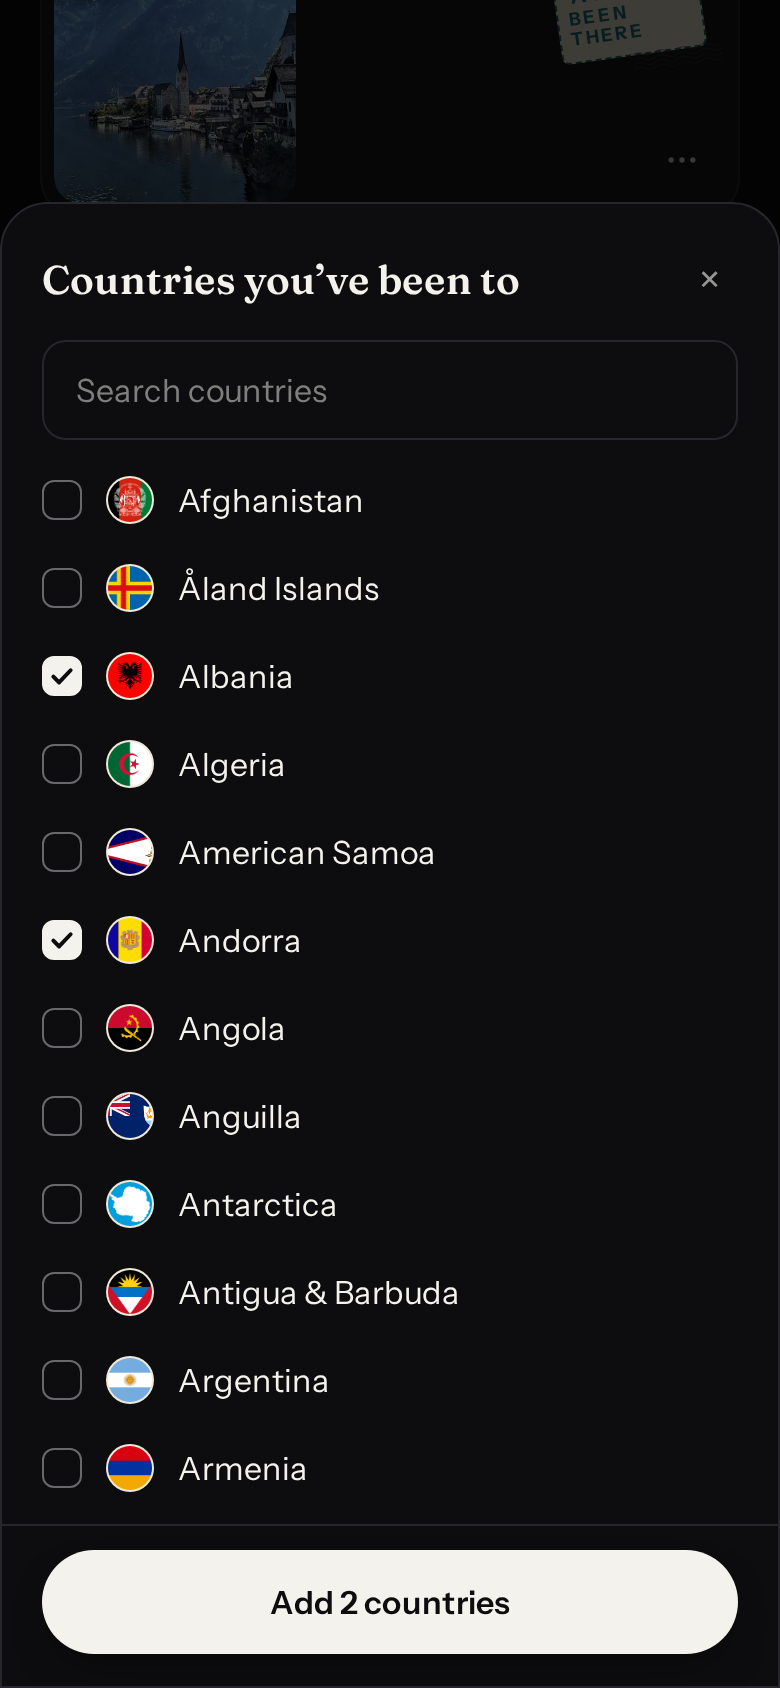 BEEN
THERE
Countries you’ve been to
Search countries
Afghanistan
Åland Islands
Albania
Algeria
American Samoa
Andorra
Angola
Anguilla
Antarctica
Antigua & Barbuda
Argentina
Armenia
Add 2 countries